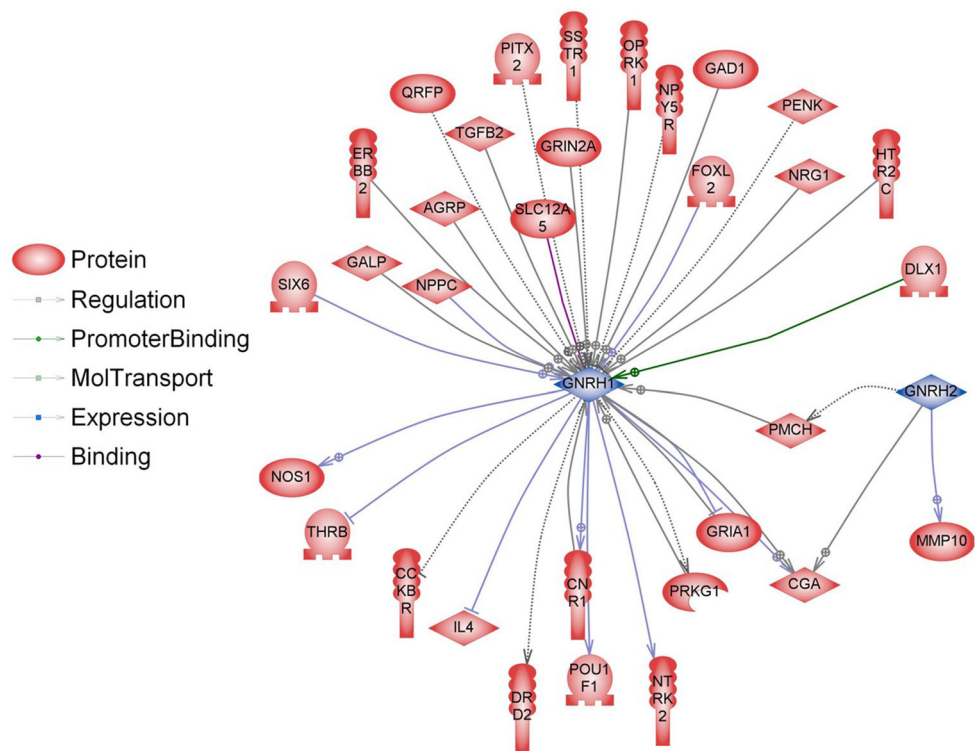 SS
TR
1
OP
RK
1
PITX
2
GAD1
QRFP
NP
Y5
R
PENK
TGFB2
GRIN2A
ER
BB
2
FOXL
2
NRG1
HT
R2
C
AGRP
SLC12A
5
Protein
GALP
NPPC
SIX6
DLX1
Regulation
PromoterBinding
MolTransport
GNRH1
GNRH2
Expression
PMCH
Binding
NOS1
THRB
GRIA1
MMP10
CC
KB
R
CN
R1
PRKG1
CGA
IL4
DR
D2
POU1
F1
NT
RK
2